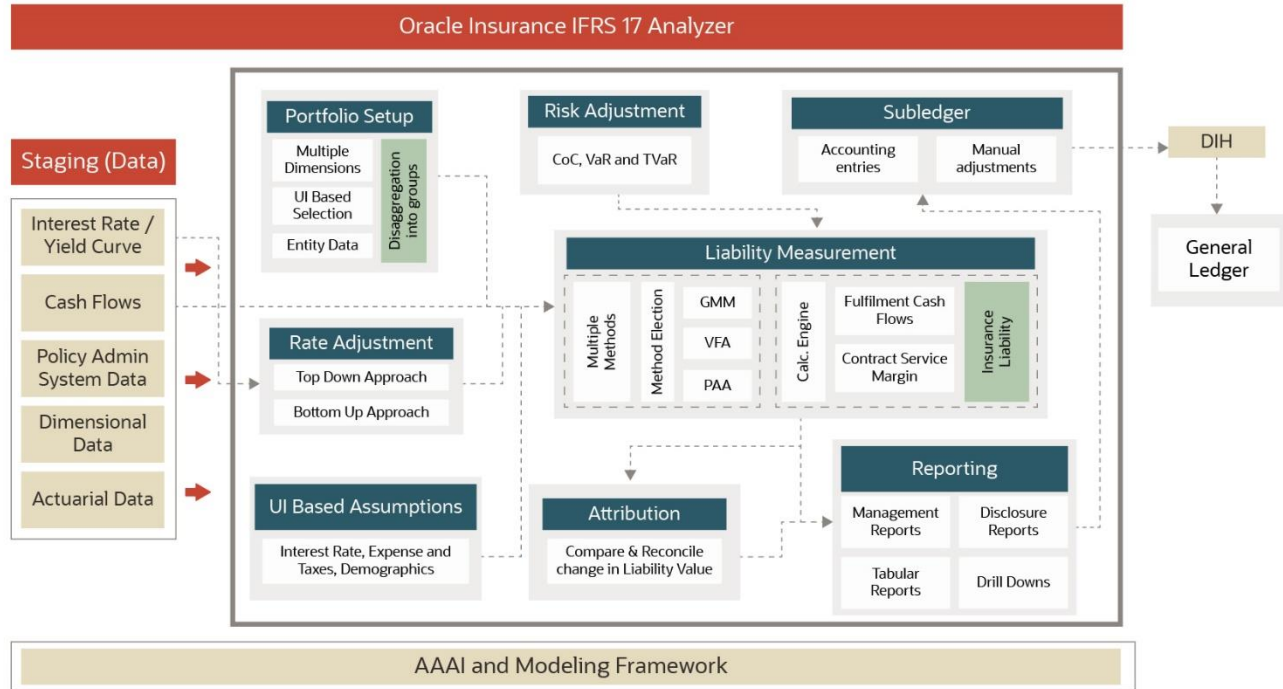 Oracle Insurance IFRS 17 Analyzer
Staging (Data)
Interest Rate /
Yield Curve
Cash Flows
Policy Admin
System Data
Dimensional
Data
Actuarial Data
Portfolio Setup
Multiple
Dimensions
UI Based
Selection
Entity Data
Disaggregation
into groups
Rate Adjustment
Top Down Approach
Bottom Up Approach
UI Based Assumptions
Interest Rate, Expense and
Taxes, Demographics
Risk Adjustment
CoC, VaR and TVaR
Subledger
Accounting
entries
Manual
adjustments
Liability Measurement
Multiple
Methods
Method Election
GMM
VFA
PAA
Calc. Engine
Fulfilment Cash
Flows
Contract Service
Margin
Insurance
Liability
Attribution
Compare & Reconcile
change in Liability Value
Reporting
Management
Reports
Disclosure
Reports
Tabular
Reports
Drill Downs
DIH
General
Ledger
AAAI and Modeling Framework